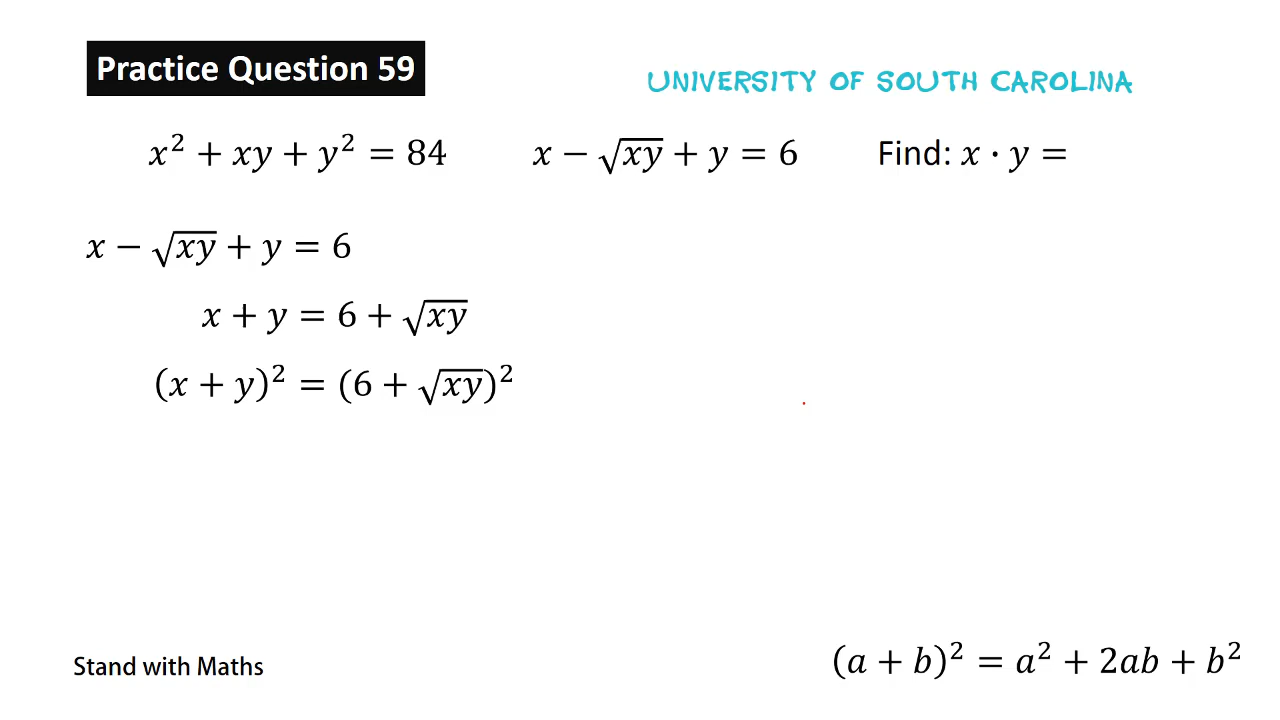 Practice Question 59
UNIVERSITY OF SOUTH CAROLINA
x² + xy + y² = 84   x − √xy + y = 6   Find: x · y =
x − √xy + y = 6
x + y = 6 + √xy
(x + y)² = (6 + √xy)²
Stand with Maths
(a + b)² = a² + 2ab + b²